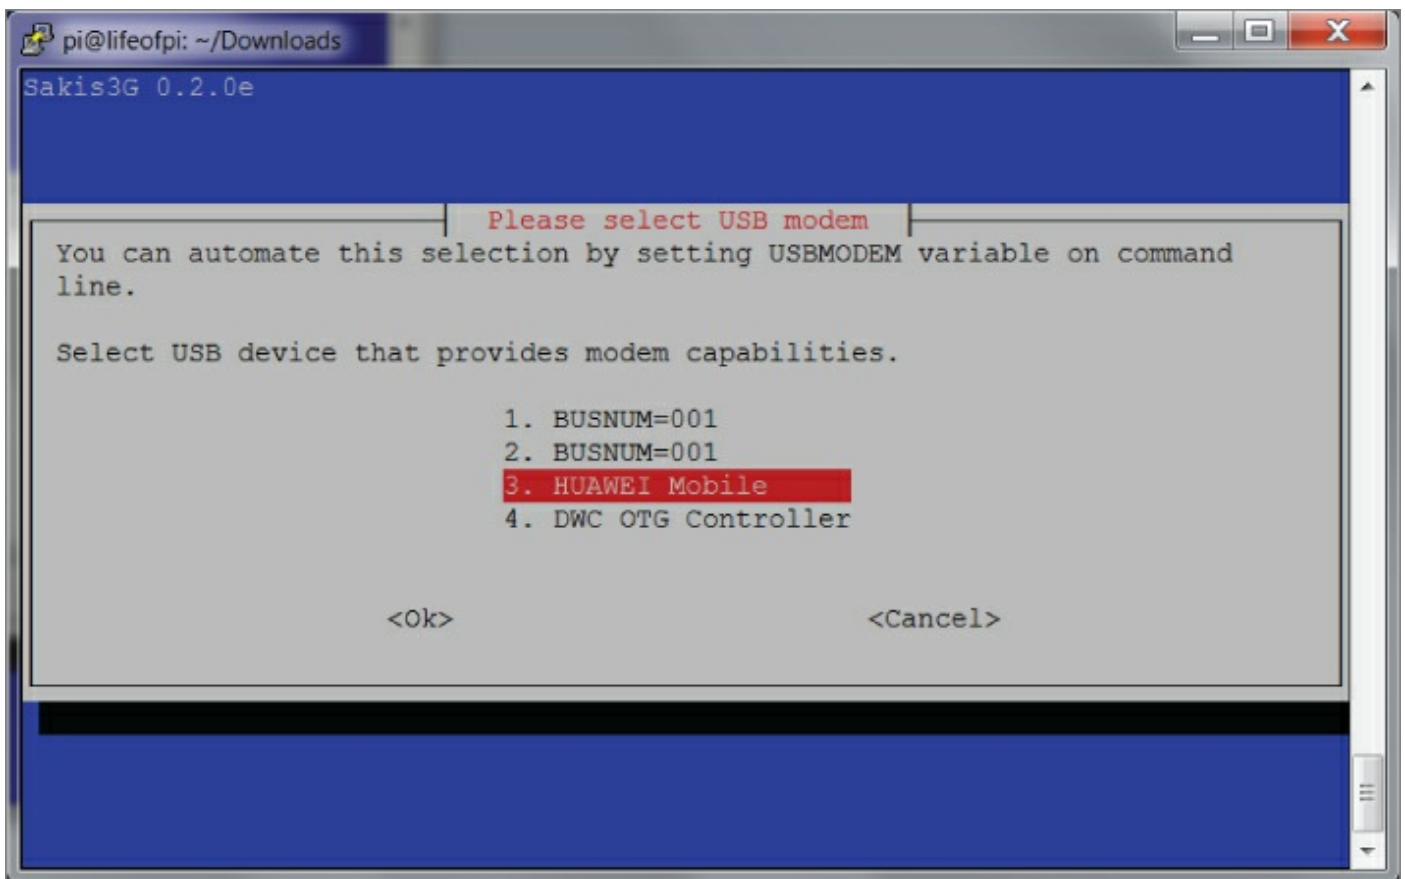 pi@lifeofpi: ~/Downloads
Sakis3G 0.2.0e
Please select USB modem
You can automate this selection by setting USBMODEM variable on command
line.
Select USB device that provides modem capabilities.
1. BUSNUM=001
2. BUSNUM=001
3. HUAWEI Mobile
4. DWC OTG Controller
<Ok> <Cancel>